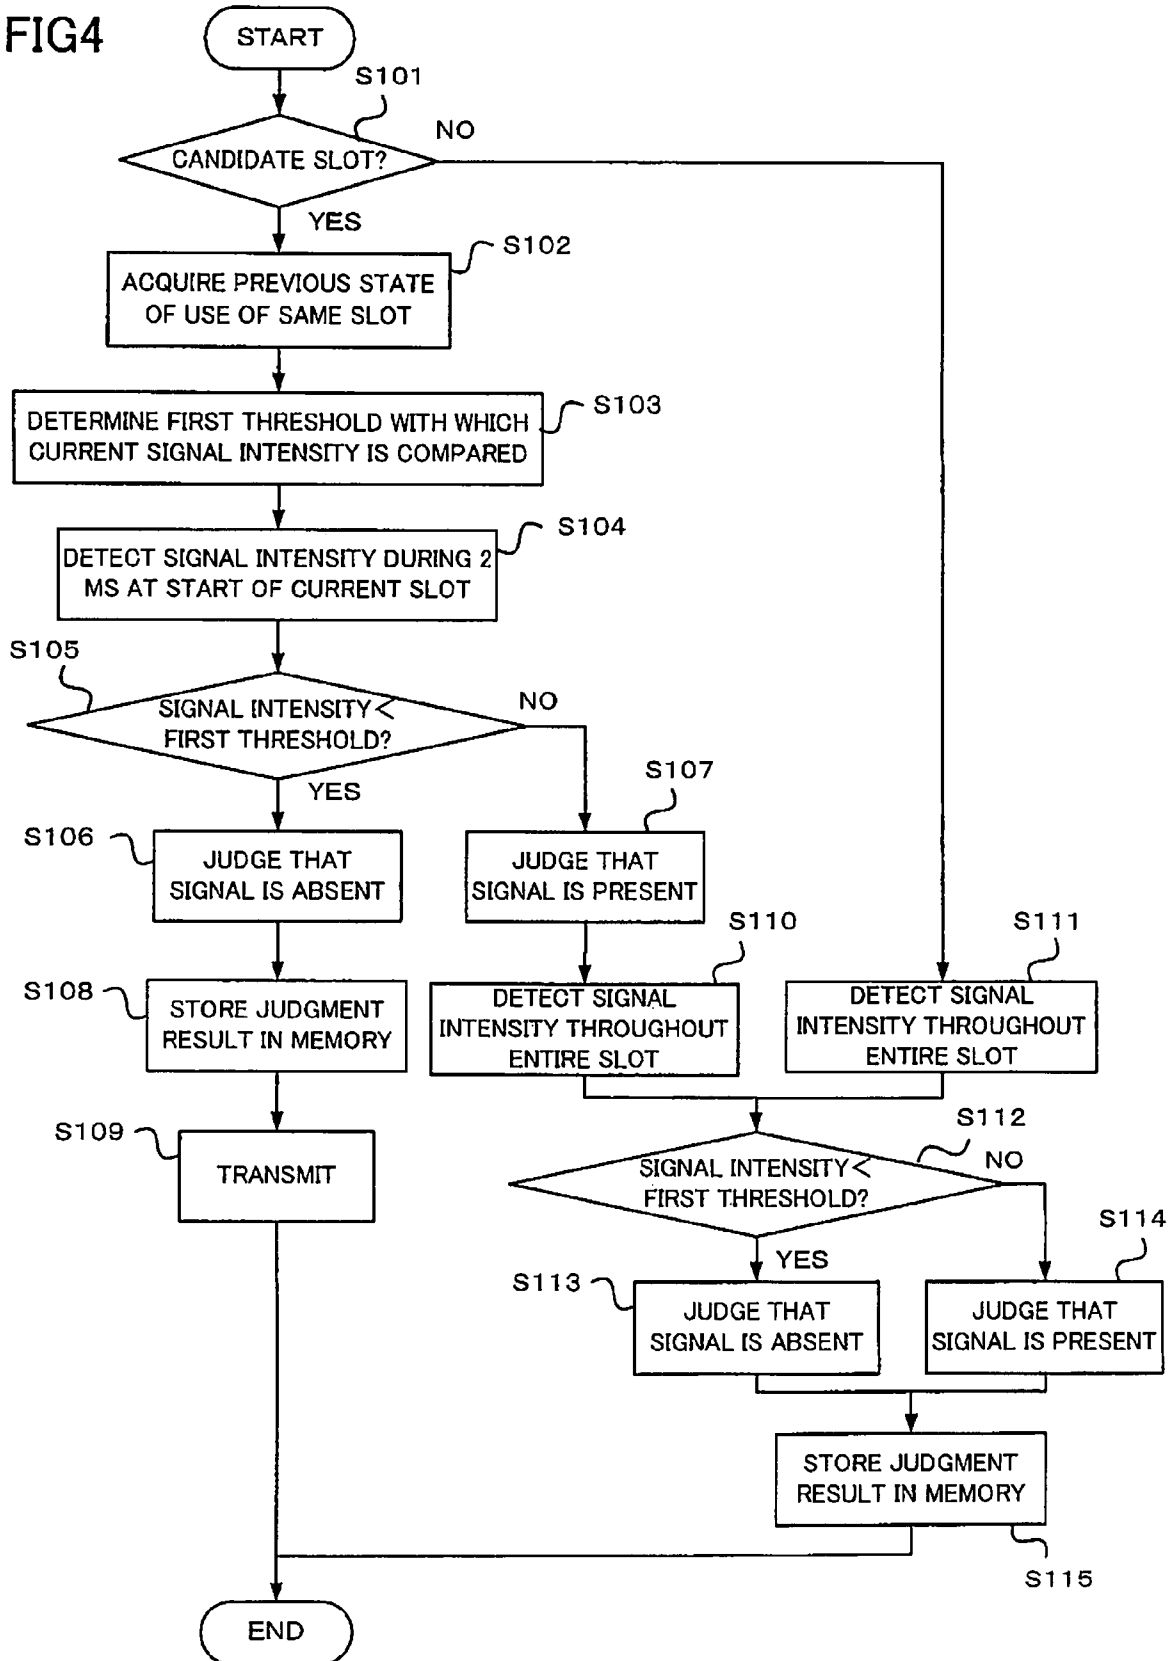 FIG4
START
S101
NO
CANDIDATE SLOT?
YES
S102
ACQUIRE PREVIOUS STATE
OF USE OF SAME SLOT
S103
DETERMINE FIRST THRESHOLD WITH WHICH
CURRENT SIGNAL INTENSITY IS COMPARED
S104
DETECT SIGNAL INTENSITY DURING 2
MS AT START OF CURRENT SLOT
S105
NO
SIGNAL INTENSITY<
FIRST THRESHOLD?
YES
S107
S106
JUDGE THAT
SIGNAL IS ABSENT
JUDGE THAT
SIGNAL IS PRESENT
S110
S111
S108
STORE JUDGMENT
RESULT IN MEMORY
DETECT SIGNAL
INTENSITY THROUGHOUT
ENTIRE SLOT
DETECT SIGNAL
INTENSITY THROUGHOUT
ENTIRE SLOT
S109
TRANSMIT
S112
NO
SIGNAL INTENSITY<
FIRST THRESHOLD?
YES
S114
S113
JUDGE THAT
SIGNAL IS ABSENT
JUDGE THAT
SIGNAL IS PRESENT
STORE JUDGMENT
RESULT IN MEMORY
S115
END